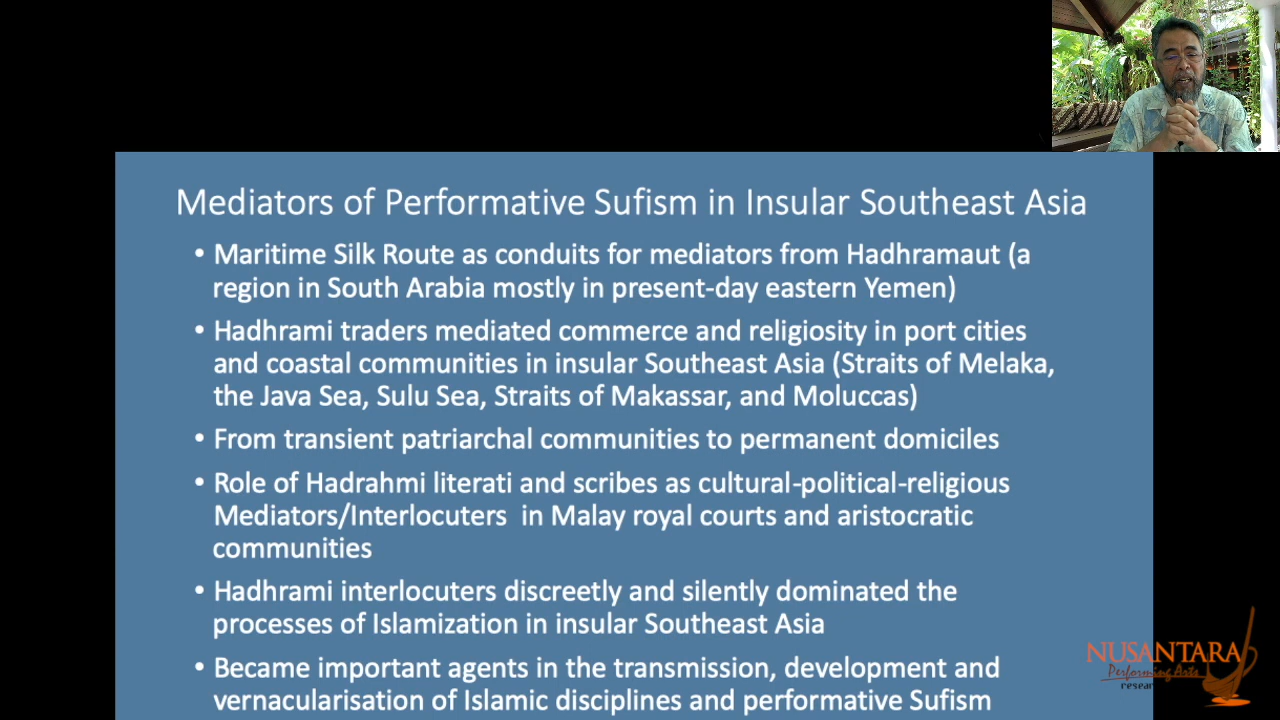 Mediators of Performative Sufism in Insular Southeast Asia
• Maritime Silk Route as conduits for mediators from Hadhramaut (a
region in South Arabia mostly in present-day eastern Yemen)
• Hadhrami traders mediated commerce and religiosity in port cities
and coastal communities in insular Southeast Asia (Straits of Melaka,
the Java Sea, Sulu Sea, Straits of Makassar, and Moluccas)
• From transient patriarchal communities to permanent domiciles
• Role of Hadrahmi literati and scribes as cultural-political-religious
Mediators/Interlocuters in Malay royal courts and aristocratic
communities
• Hadhrami interlocuters discreetly and silently dominated the
processes of Islamization in insular Southeast Asia
• Became important agents in the transmission, development and
vernacularisation of Islamic disciplines and performative Sufism
NUSANTARA
Performing Arts